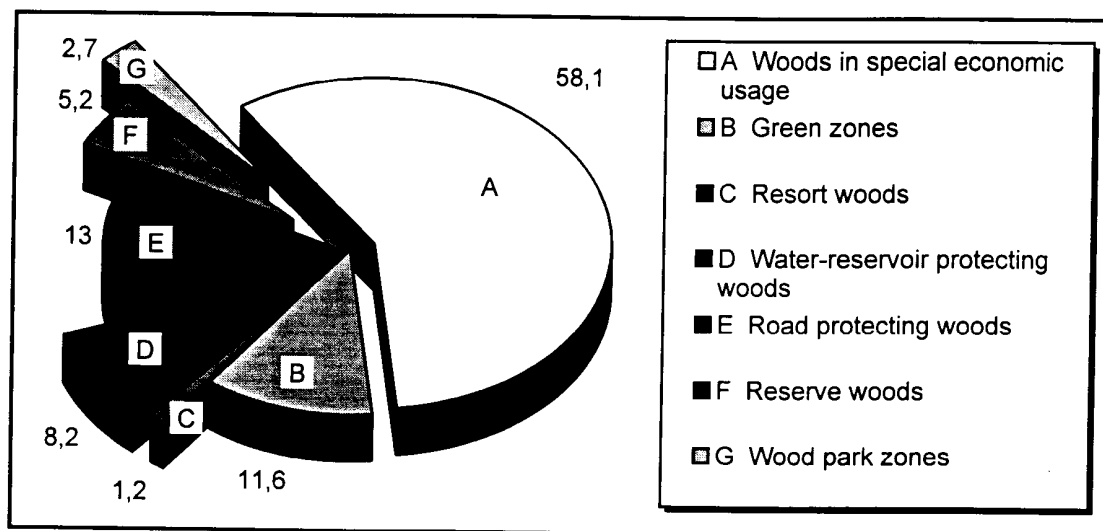 2,7
G
58,1
5,2
F
A
13
E
D
B
C
8,2
1,2
11,6
A Woods in special economic
usage
B Green zones
C Resort woods
D Water-reservoir protecting
woods
E Road protecting woods
F Reserve woods
G Wood park zones